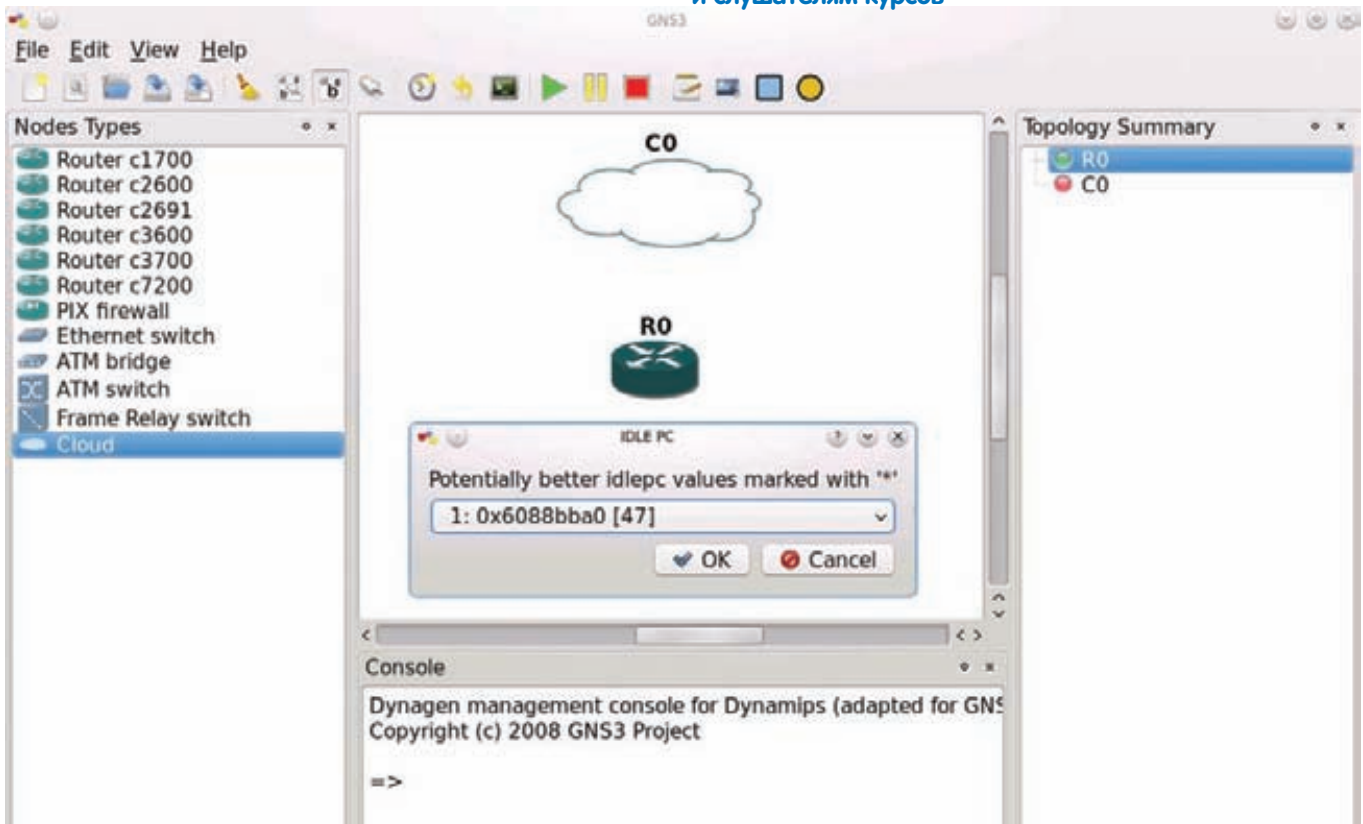 и слушателям курсов
GNS3
File Edit View Help
Nodes Types
Router c1700
Router c2600
Router c2691
Router c3600
Router c3700
Router c7200
PIX firewall
Ethernet switch
ATM bridge
ATM switch
Frame Relay switch
Cloud
C0
R0
IDLE PC
Potentially better idlepc values marked with '*'
1: 0x6088bba0 [47]
OK Cancel
Console
Dynagen management console for Dynamips (adapted for GNS
Copyright (c) 2008 GNS3 Project
=>
Topology Summary
R0
C0